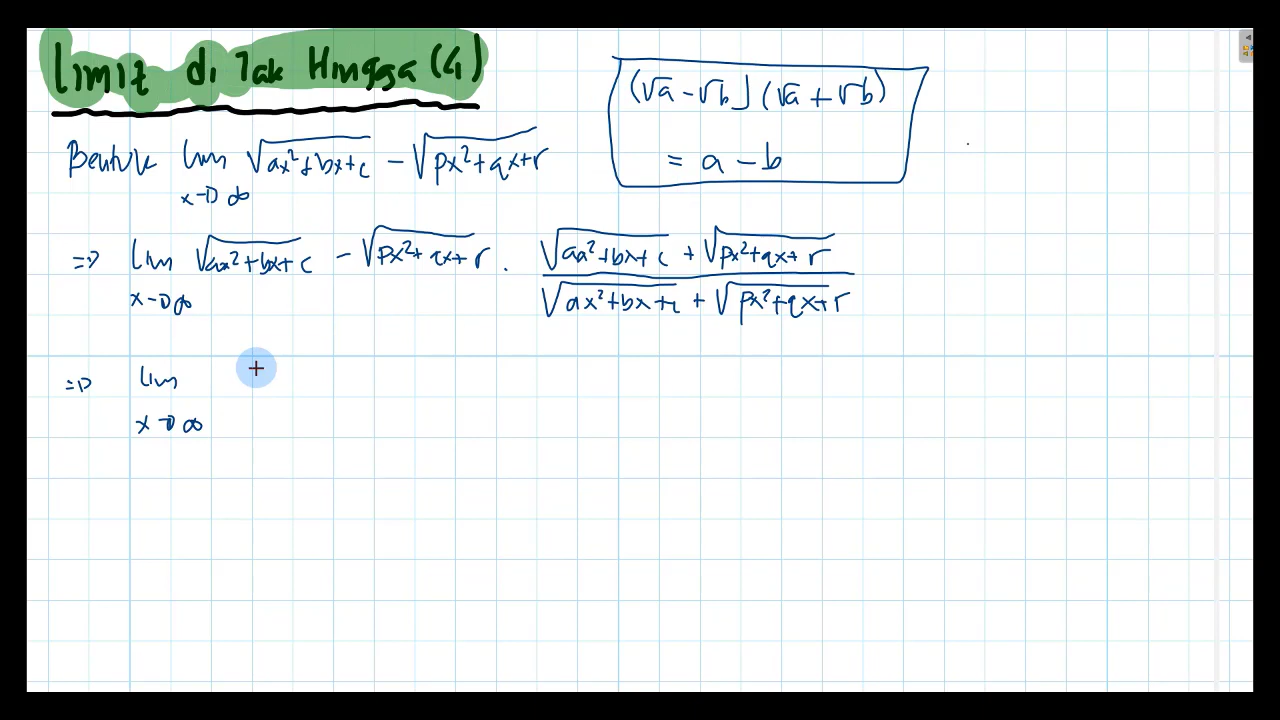 Limit di Tak Hingga (4)
(√a - √b)(√a + √b)
= a - b
Bentuk lim √(ax²+bx+c) - √(px²+qx+r)
x→∞
⇒ lim √(ax²+bx+c) - √(px²+qx+r) . √(ax²+bx+c) + √(px²+qx+r)
x→∞ √(ax²+bx+c) + √(px²+qx+r)
⇒ lim
x→∞